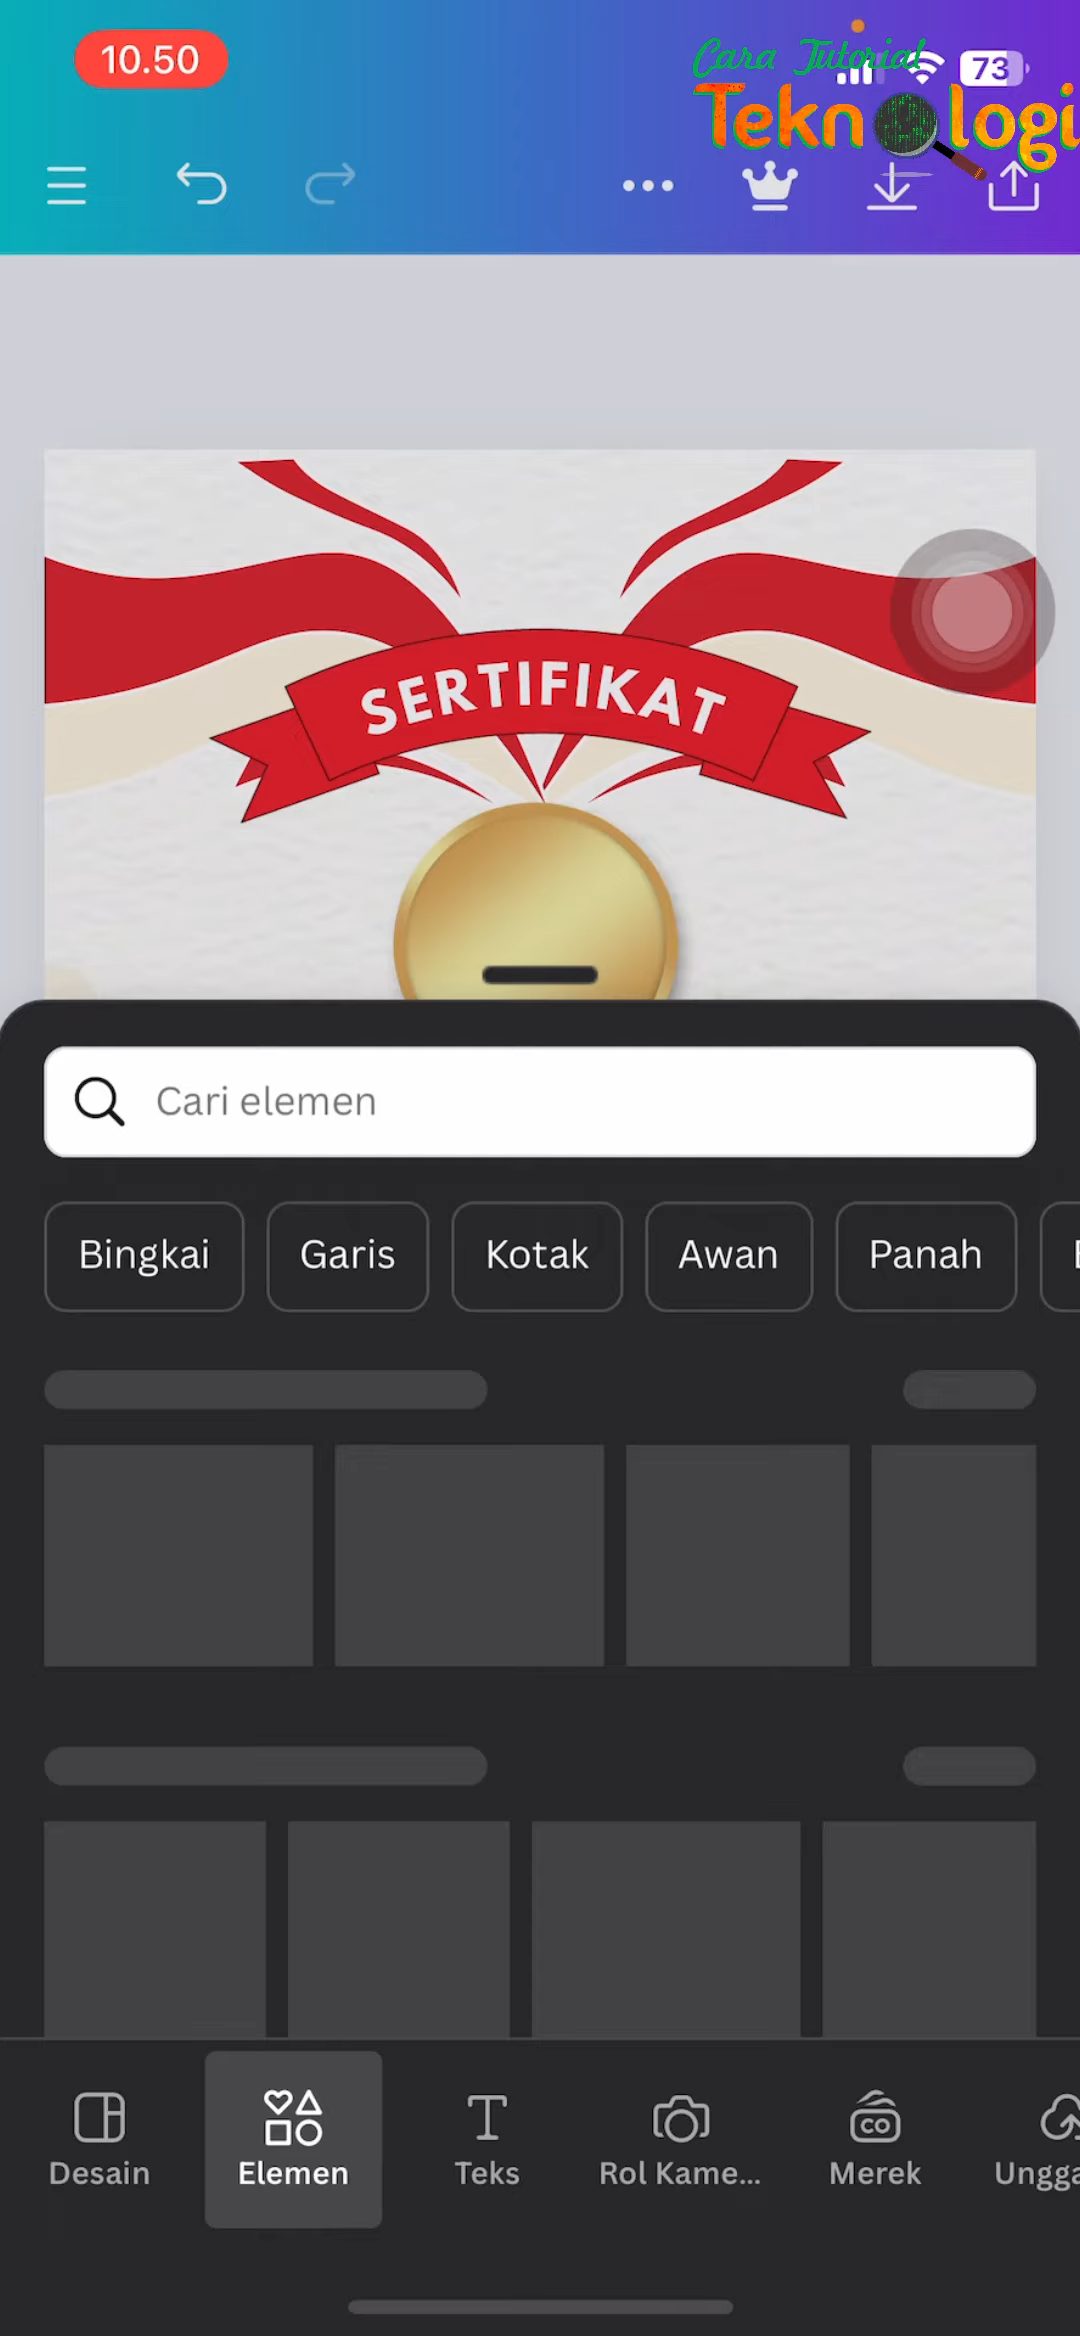 10.50
Cara Tutorial
73
Teknologi
SERTIFIKAT
Cari elemen
Bingkai
Garis
Kotak
Awan
Panah
Desain
Elemen
T
Teks
Rol Kame...
CO
Merek
Ungga